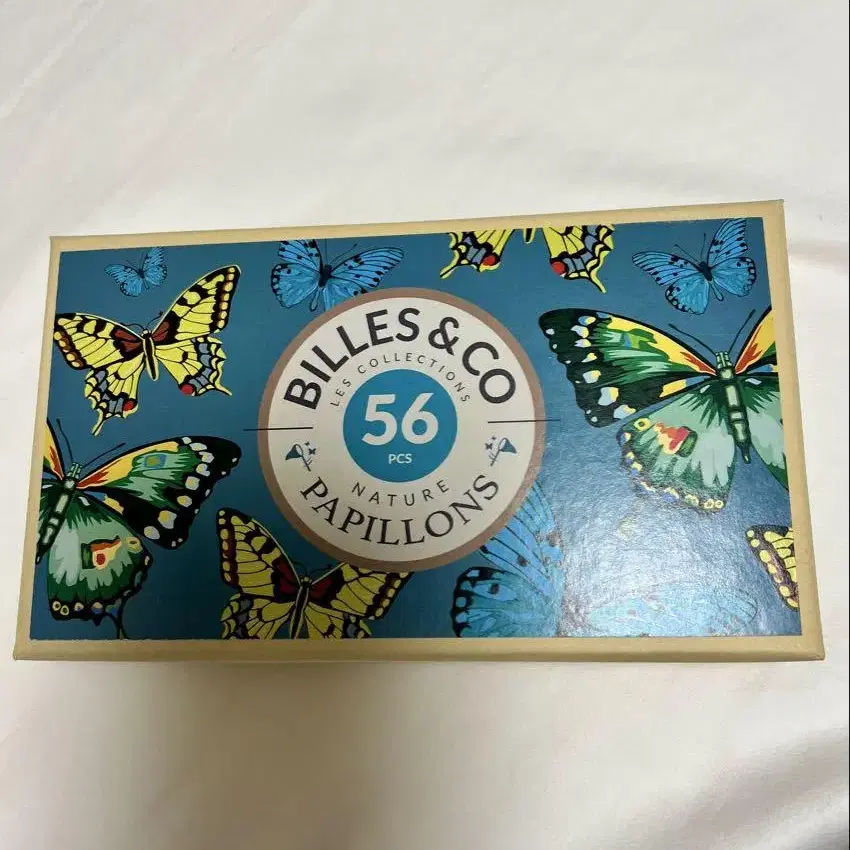 BILLES & CO
LES COLLECTIONS
56
PCS
NATURE
PAPILLONS